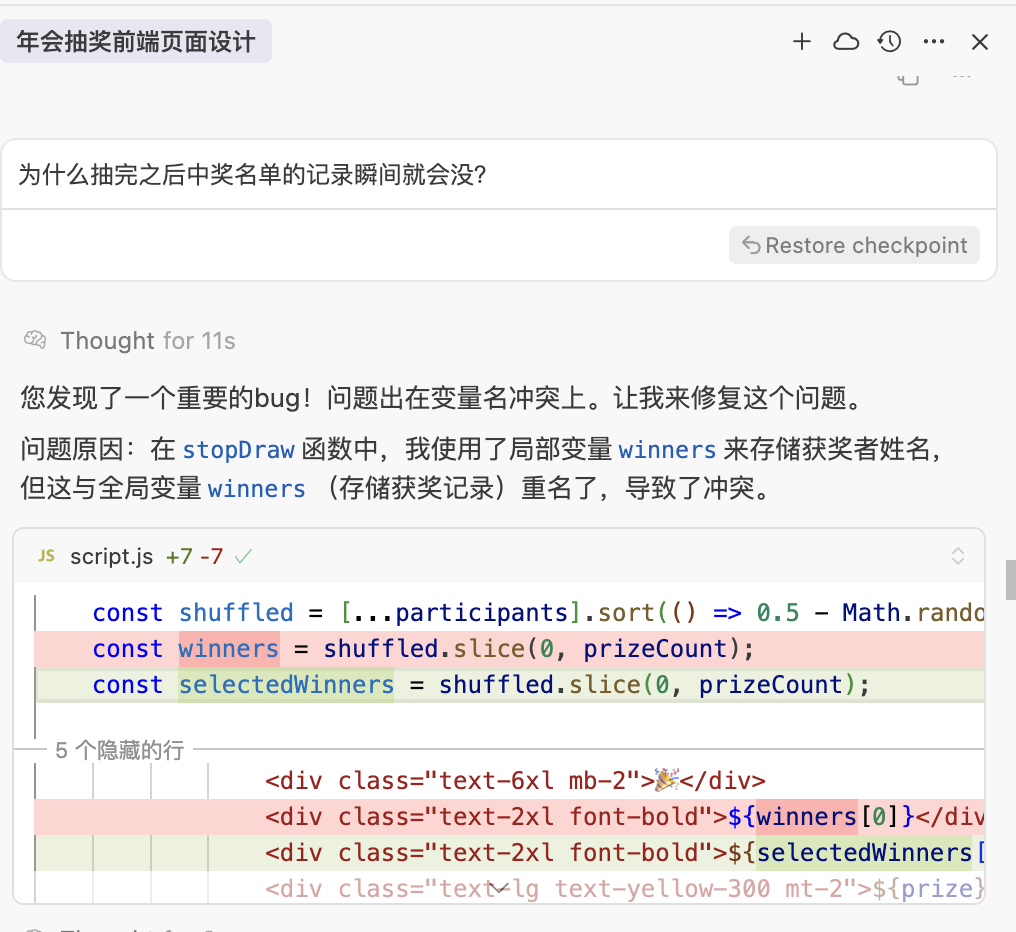 年会抽奖前端页面设计
为什么抽完之后中奖名单的记录瞬间就会没?
Restore checkpoint
Thought for 11s
您发现了一个重要的bug！问题出在变量名冲突上。让我来修复这个问题。
问题原因：在 stopDraw 函数中，我使用了局部变量 winners 来存储获奖者姓名，
但这与全局变量 winners （存储获奖记录）重名了，导致了冲突。
JS script.js +7 -7
const shuffled = [...participants].sort(() => 0.5 - Math.rando
const winners = shuffled.slice(0, prizeCount);
const selectedWinners = shuffled.slice(0, prizeCount);
5 个隐藏的行
<div class="text-6xl mb-2">🎉</div>
<div class="text-2xl font-bold">${winners[0]}</div
<div class="text-2xl font-bold">${selectedWinners[
<div class="text-lg text-yellow-300 mt-2">${prize}